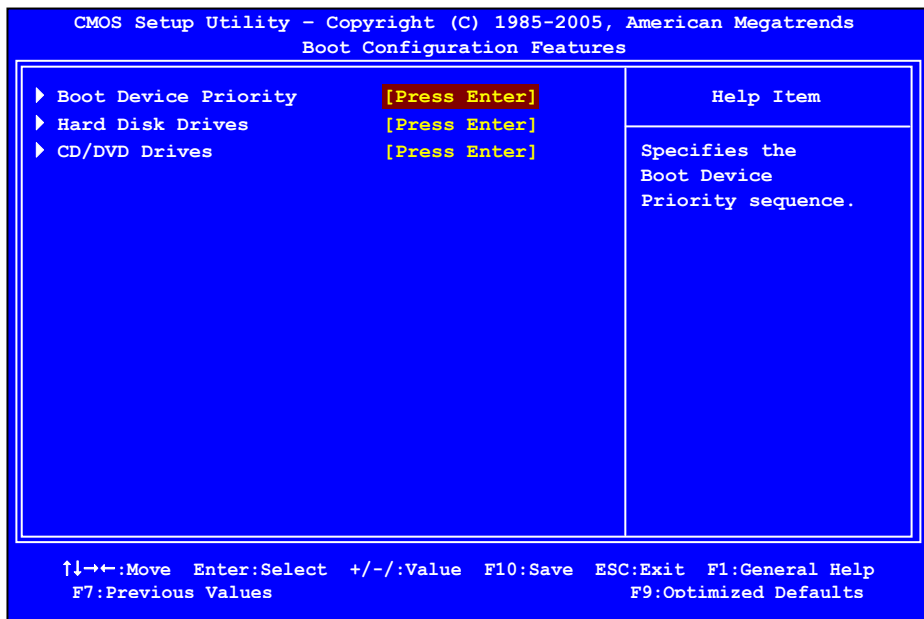 CMOS Setup Utility – Copyright (C) 1985-2005, American Megatrends
Boot Configuration Features
Boot Device Priority [Press Enter]
Hard Disk Drives [Press Enter]
CD/DVD Drives [Press Enter]
Help Item
Specifies the
Boot Device
Priority sequence.
↑↓→←:Move Enter:Select +/-/:Value F10:Save ESC:Exit F1:General Help
F7:Previous Values F9:Optimized Defaults